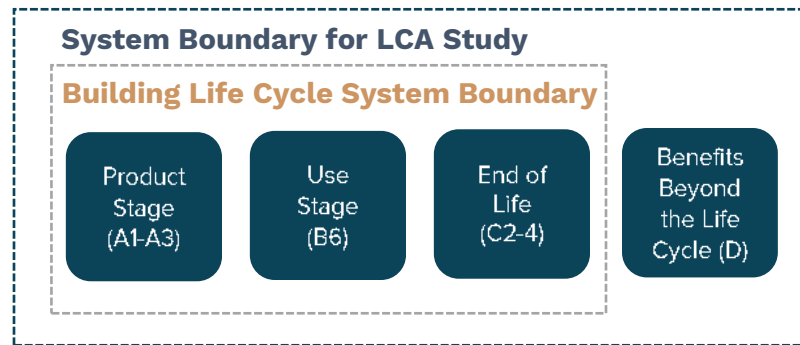 System Boundary for LCA Study
Building Life Cycle System Boundary
Product
Stage
(A1-A3)
Use
Stage
(B6)
End of
Life
(C2-4)
Benefits
Beyond
the Life
Cycle (D)